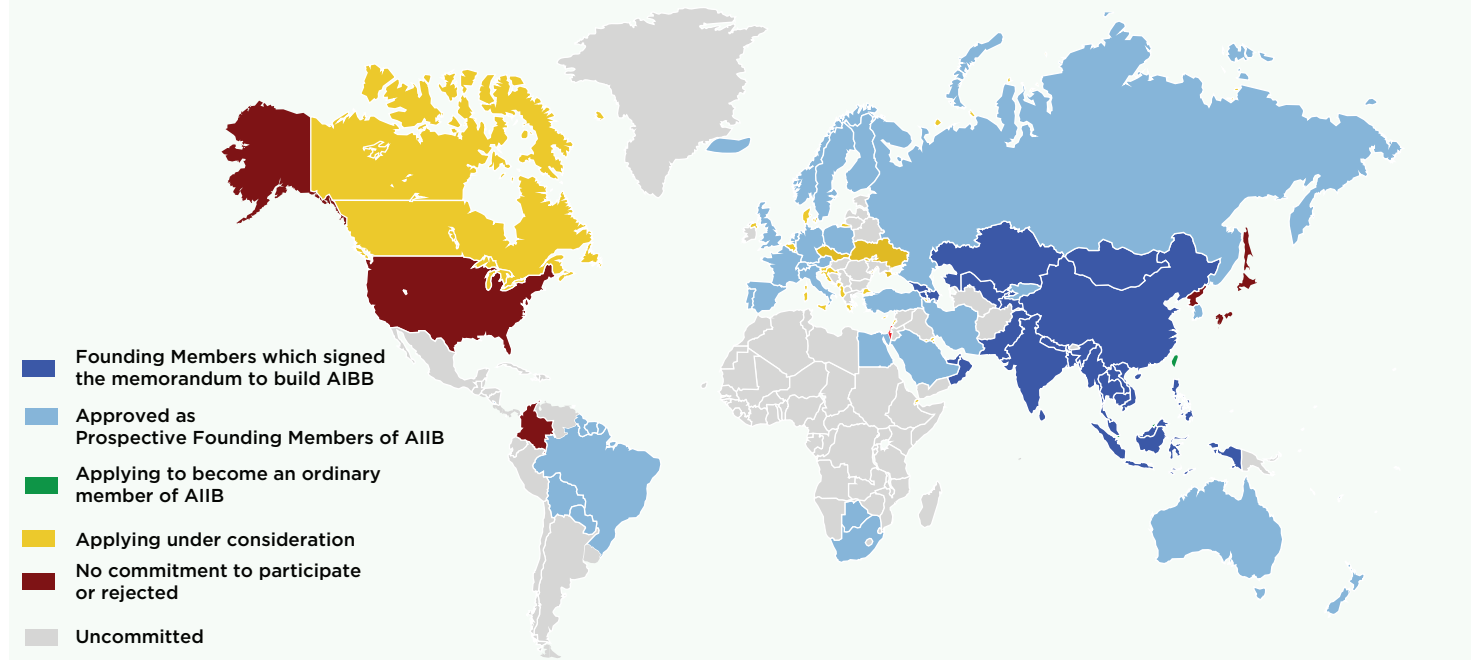 Founding Members which signed
the memorandum to build AIBB
Approved as
Prospective Founding Members of AIIB
Applying to become an ordinary
member of AIIB
Applying under consideration
No commitment to participate
or rejected
Uncommitted